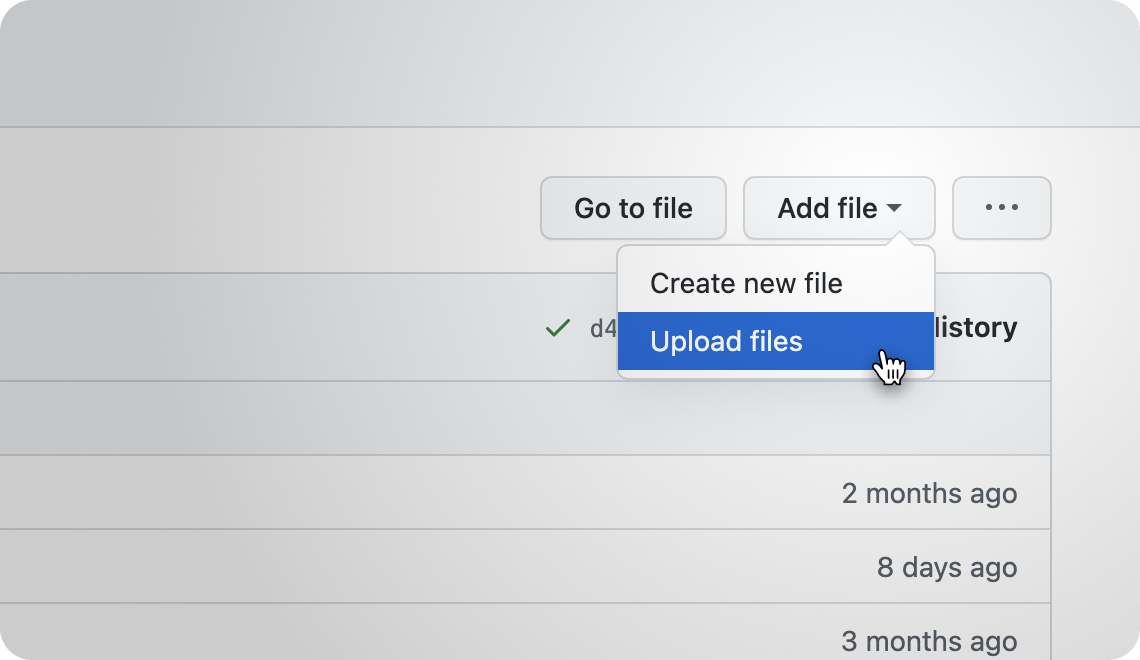 Go to file Add file
Create new file
d4
Upload files
2 months ago
8 days ago
3 months ago